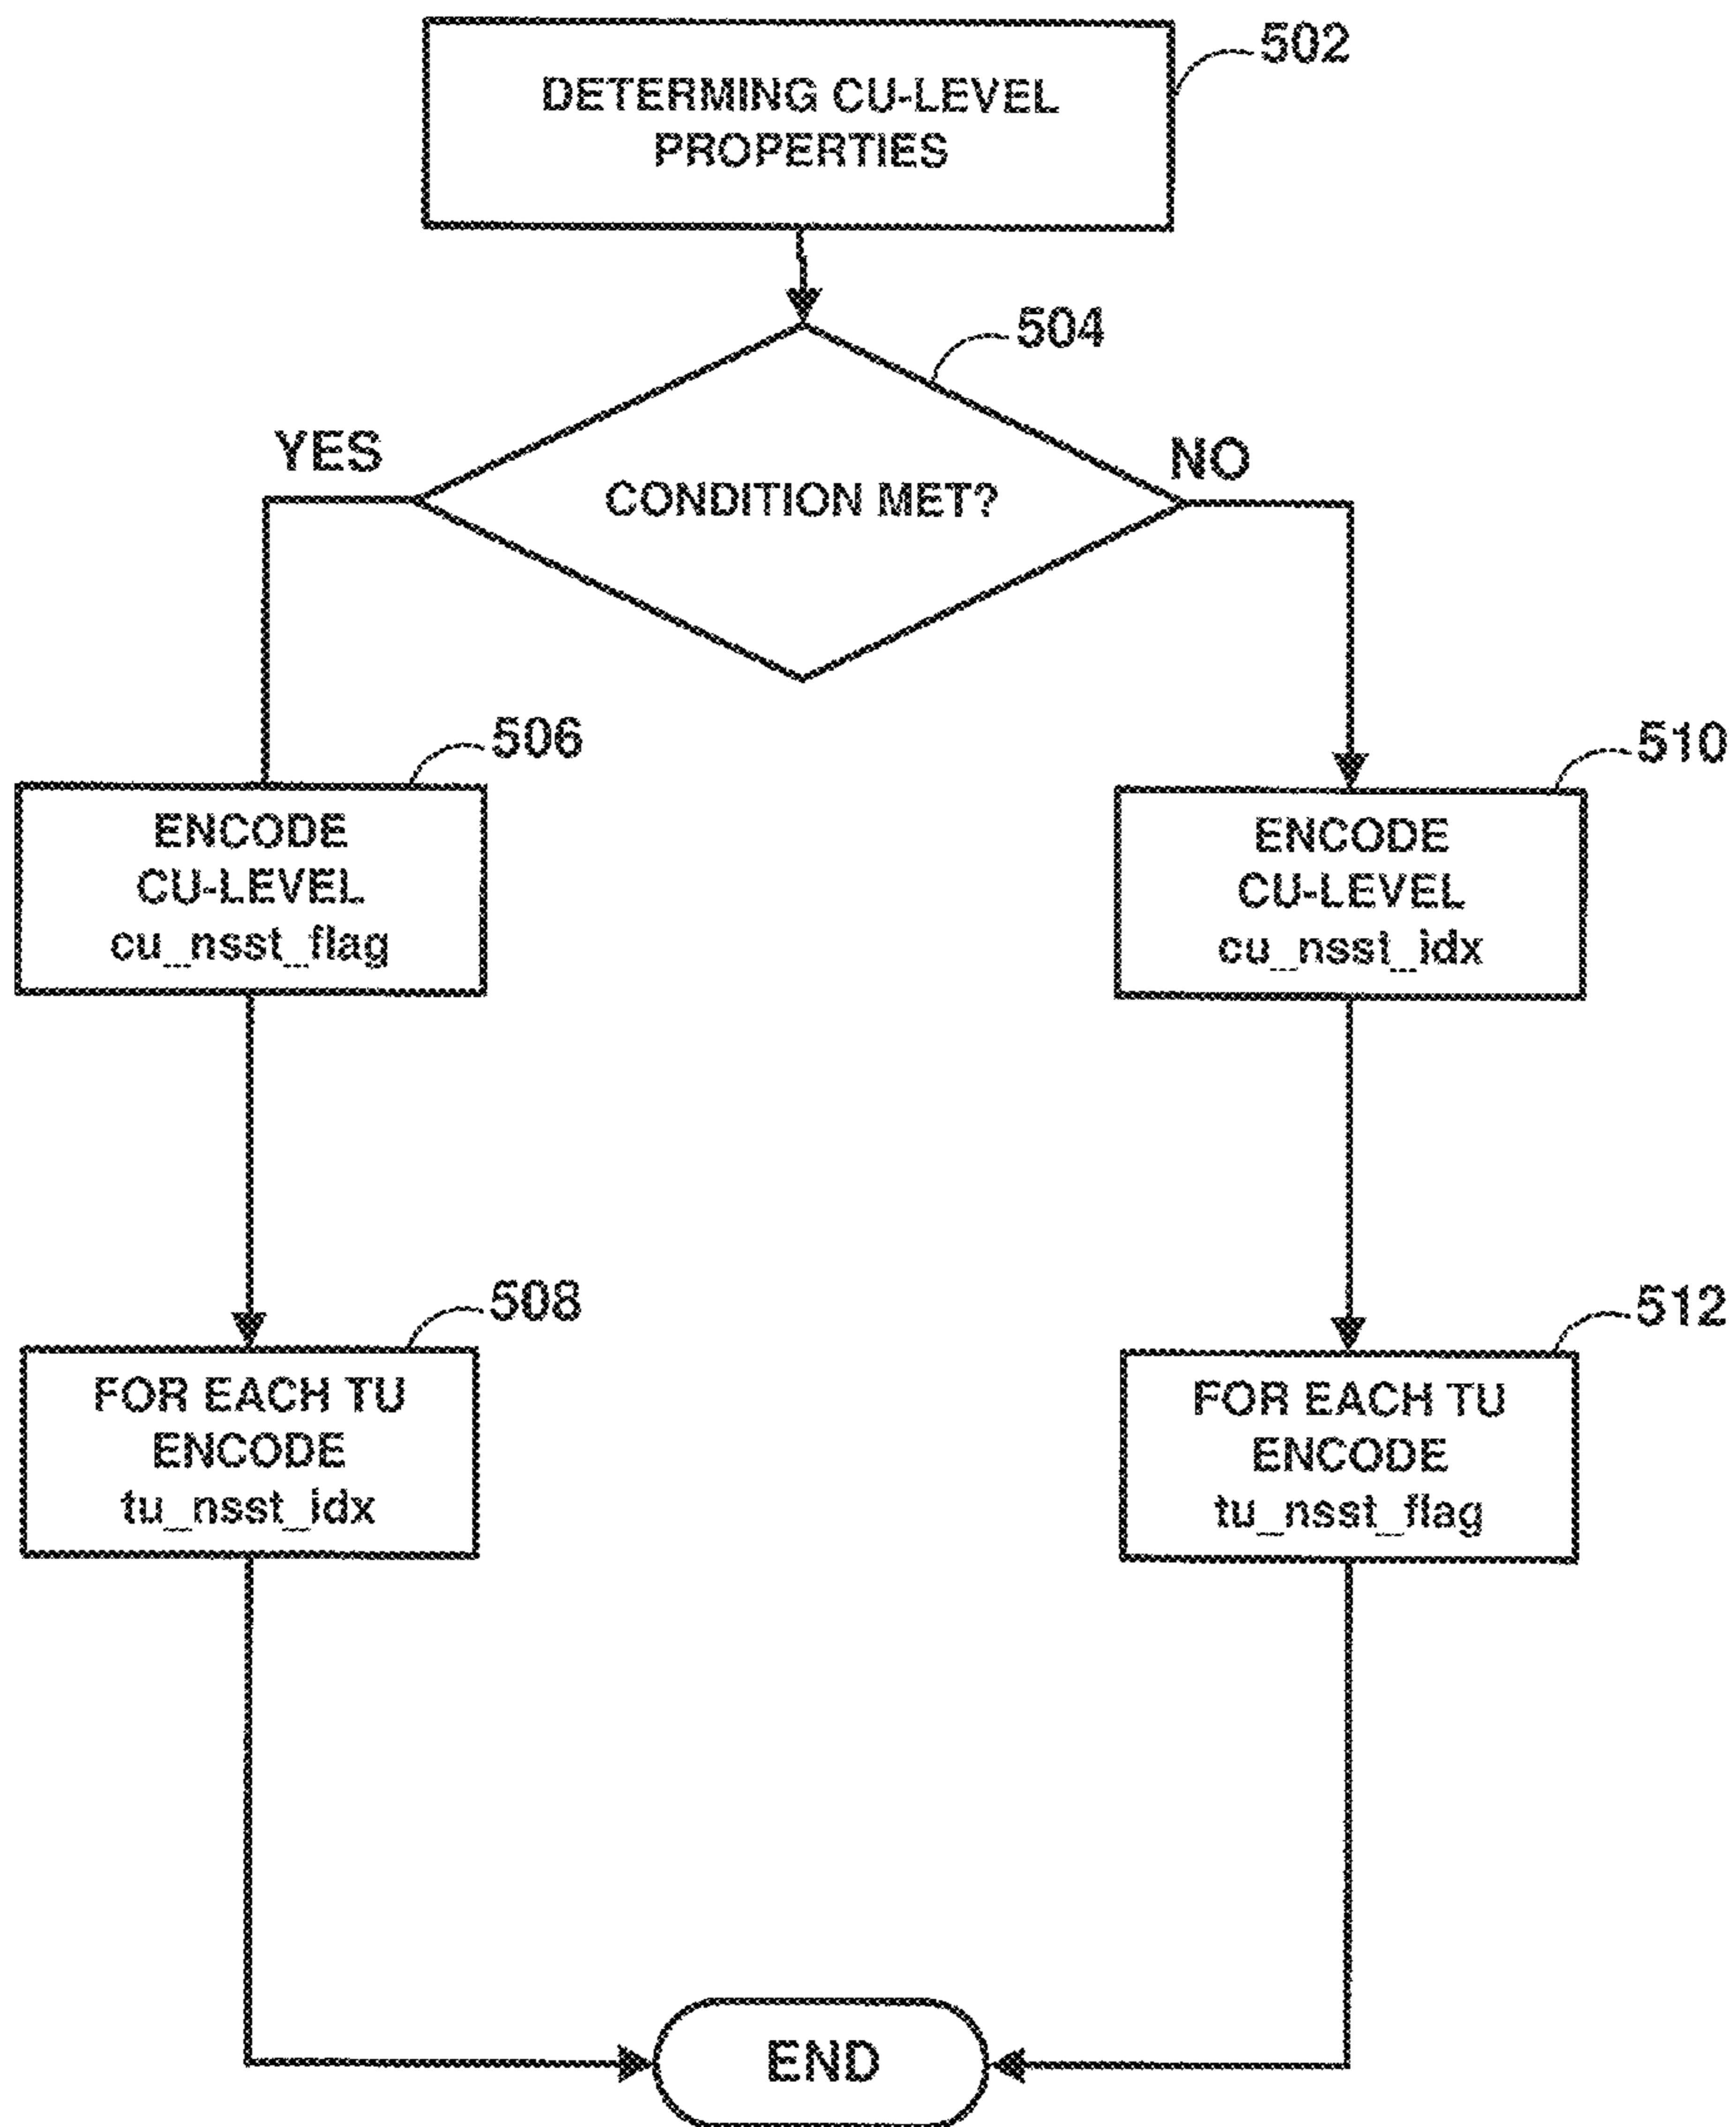 502
DETERMING CU-LEVEL
PROPERTIES
504
YES
NO
CONDITION MET?
506
ENCODE
CU-LEVEL
cu_nsst_flag
510
ENCODE
CU-LEVEL
cu_nsst_idx
508
FOR EACH TU
ENCODE
tu_nsst_idx
512
FOR EACH TU
ENCODE
tu_nsst_flag
END